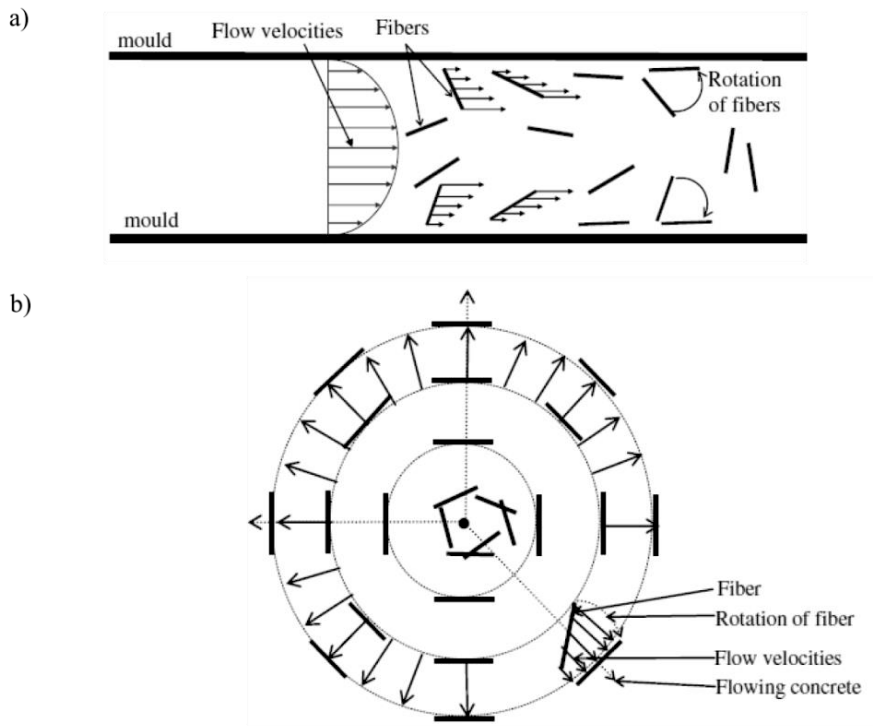 a)
mould
Flow velocities
Fibers
Rotation
of fibers
mould
b)
Fiber
Rotation of fiber
Flow velocities
Flowing concrete